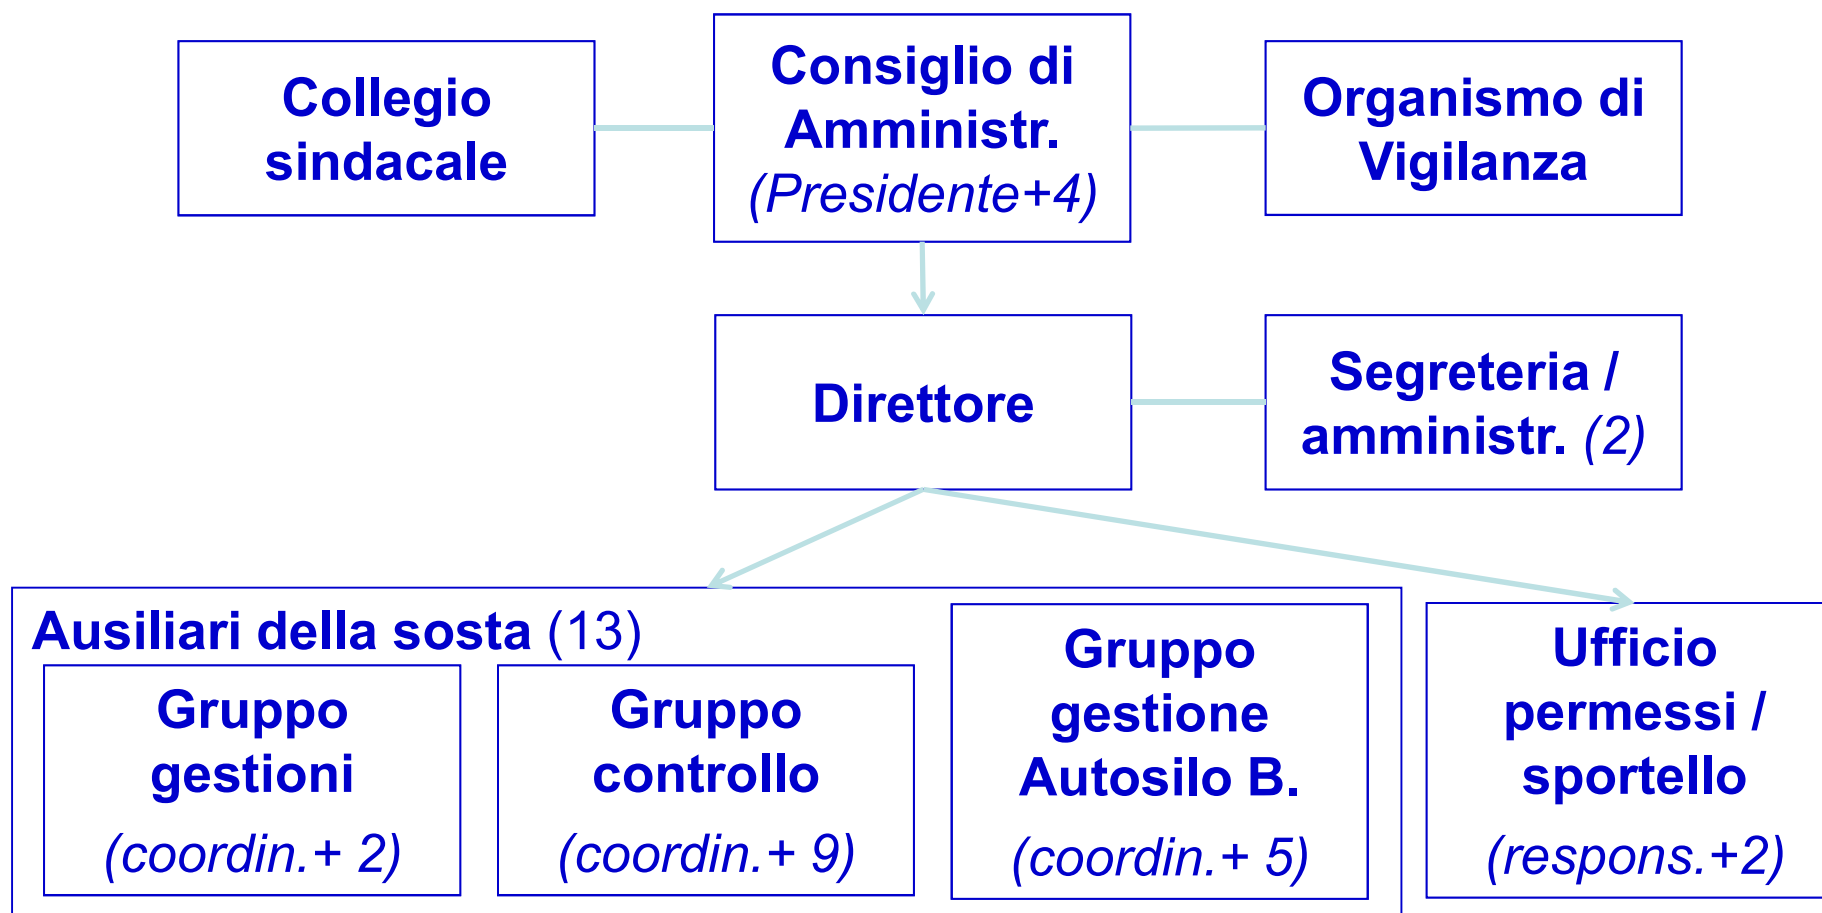 Collegio
sindacale
Consiglio di
Amministr.
(Presidente+4)
Organismo di
Vigilanza
Direttore
Segreteria /
amministr. (2)
Ausiliari della sosta (13)
Gruppo
gestioni
(coordin.+ 2)
Gruppo
controllo
(coordin.+ 9)
Gruppo
gestione
Autosilo B.
(coordin.+ 5)
Ufficio
permessi /
sportello
(respons.+2)